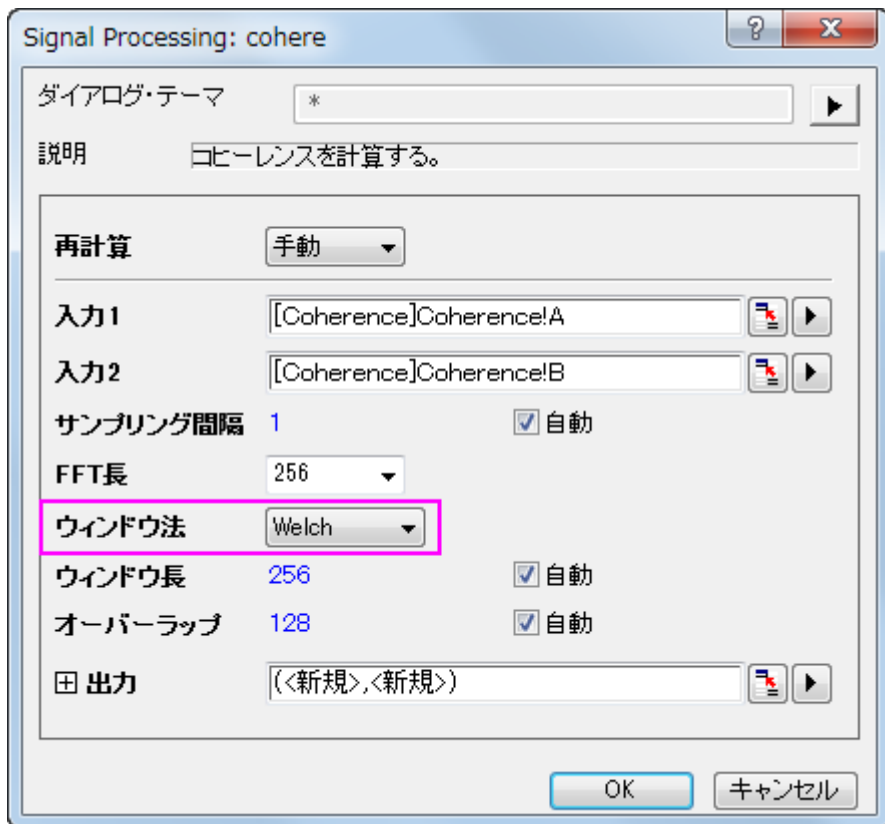 Signal Processing: cohere
ダイアログ・テーマ *
説明 コヒーレンスを計算する。
再計算 手動
入力1 [Coherence]Coherence!A
入力2 [Coherence]Coherence!B
サンプリング間隔 1 自動
FFT長 256
ウィンドウ法 Welch
ウィンドウ長 256 自動
オーバーラップ 128 自動
出力 (<新規>,<新規>)
OK キャンセル